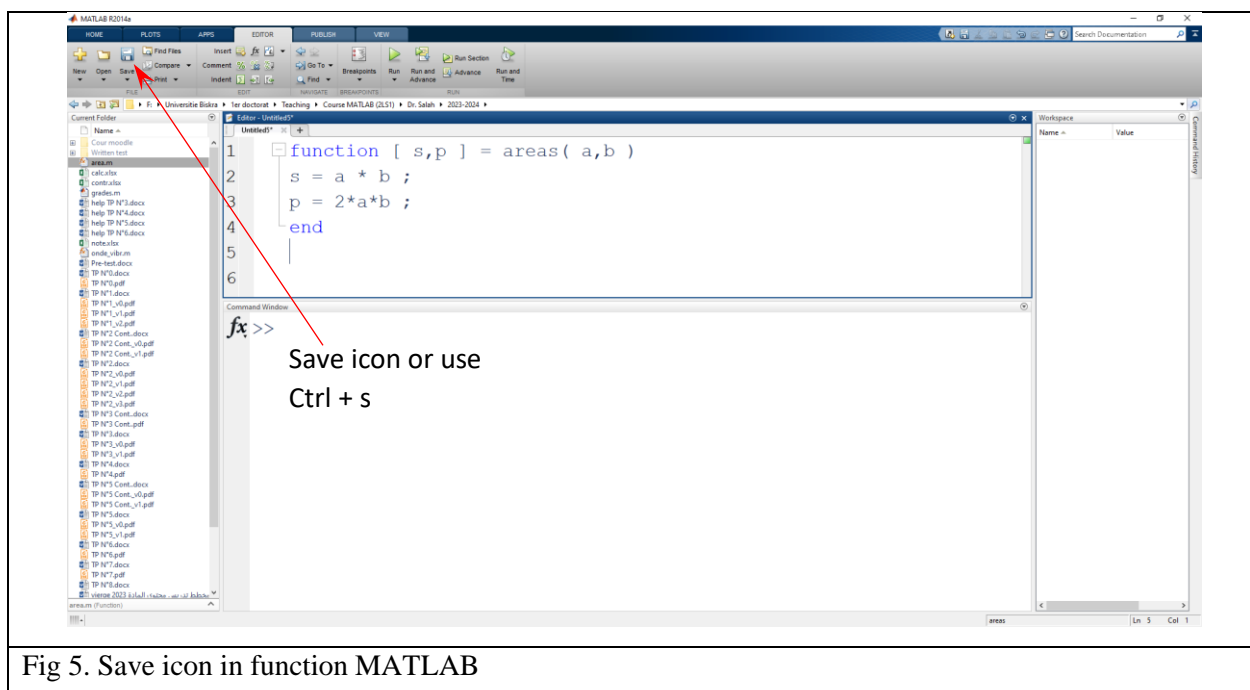 MATLAB R2014a
HOME PLOTS APPS EDITOR PUBLISH VIEW
Search Documentation
New Open Save
Find Files
Compare
Print
Insert
Comment
Indent
Go To
Find
Breakpoints
Run
Run and Advance
Run Section
Advance
Run and Time
FILE EDIT NAVIGATE BREAKPOINTS RUN
F: Universitie Biskra 1er doctorat Teaching Course MATLAB (2LS1) Dr. Salah 2023-2024
Current Folder
Name
Cour moodle
Written test
area.m
calc.xlsx
contr.xlsx
grades.m
help TP N°3.docx
help TP N°4.docx
help TP N°5.docx
help TP N°6.docx
note.xlsx
onde_vibr.m
Pre-test.docx
TP N°0.docx
TP N°0.pdf
TP N°1.docx
TP N°1_v0.pdf
TP N°1_v1.pdf
TP N°1_v2.pdf
TP N°2 Cont..docx
TP N°2 Cont._v0.pdf
TP N°2 Cont._v1.pdf
TP N°2.docx
TP N°2_v0.pdf
TP N°2_v1.pdf
TP N°2_v2.pdf
TP N°2_v3.pdf
TP N°3 Cont..docx
TP N°3 Cont..pdf
TP N°3.docx
TP N°3_v0.pdf
TP N°3_v1.pdf
TP N°4.docx
TP N°4.pdf
TP N°5 Cont..docx
TP N°5 Cont._v0.pdf
TP N°5 Cont._v1.pdf
TP N°5.docx
TP N°5_v0.pdf
TP N°5_v1.pdf
TP N°6.docx
TP N°6.pdf
TP N°7.docx
TP N°7.pdf
TP N°8.docx
area.m (Function)
Editor - Untitled5*
Untitled5*
1 function [ s,p ] = areas( a,b )
2 s = a * b ;
3 p = 2*a*b ;
4 end
5
6
Command Window
fx >>
Save icon or use
Ctrl + s
Workspace
Name Value
Command History
areas Ln 5 Col 1
Fig 5. Save icon in function MATLAB